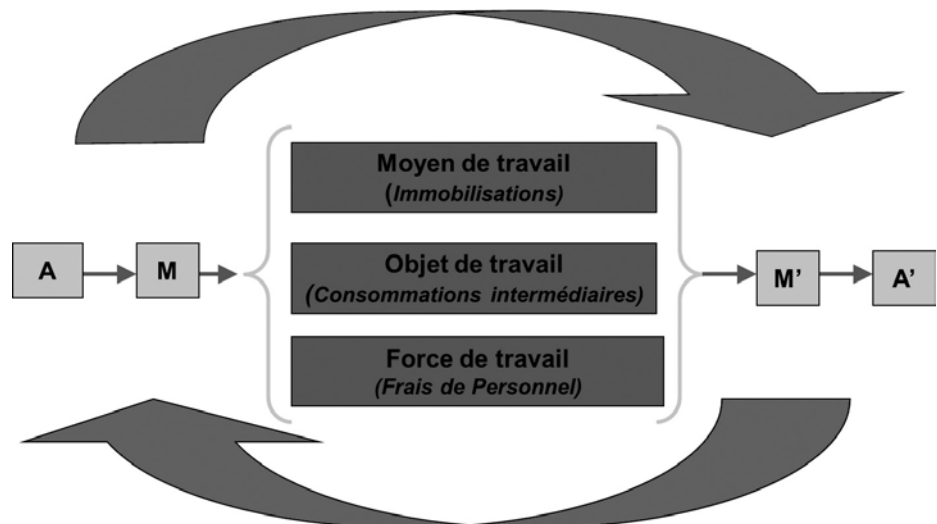 Moyen de travail
(Immobilisations)
A
M
Objet de travail
(Consommations intermédiaires)
M'
A'
Force de travail
(Frais de Personnel)